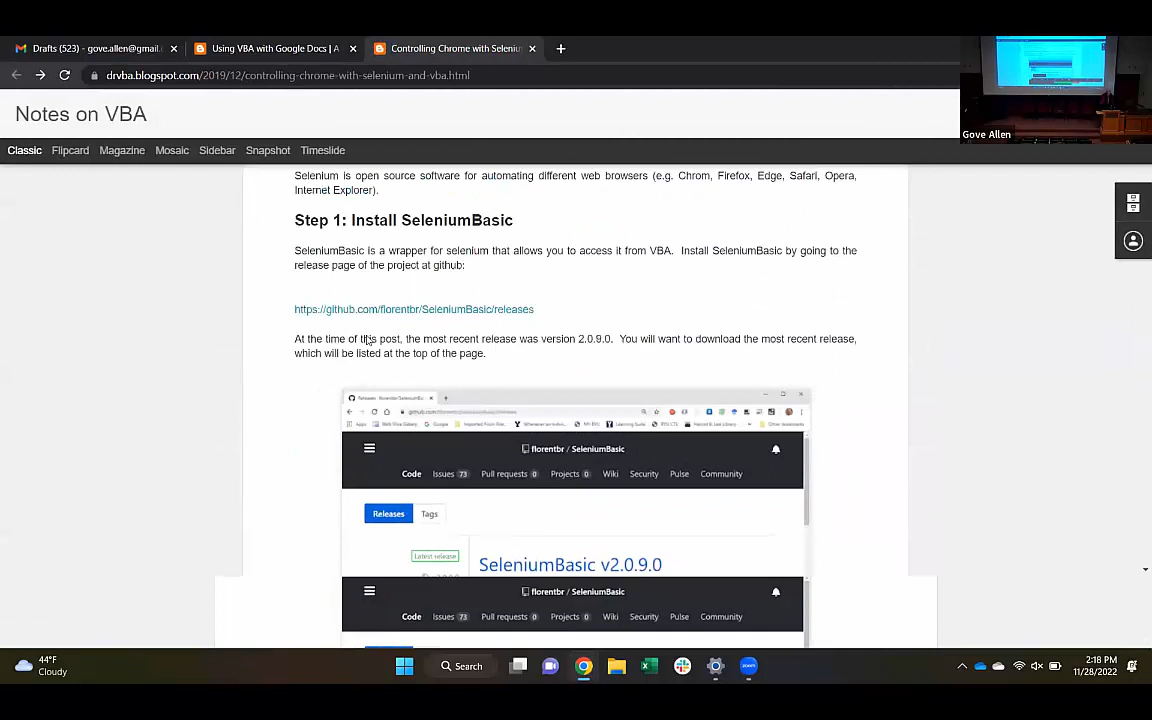 Drafts (523) - gove.allen@gmail.
Using VBA with Google Docs | A
Controlling Chrome with Seleniu
drvba.blogspot.com/2019/12/controlling-chrome-with-selenium-and-vba.html
Gove Allen
Notes on VBA
Classic Flipcard Magazine Mosaic Sidebar Snapshot Timeslide
Selenium is open source software for automating different web browsers (e.g. Chrom, Firefox, Edge, Safari, Opera,
Internet Explorer).
Step 1: Install SeleniumBasic
SeleniumBasic is a wrapper for selenium that allows you to access it from VBA. Install SeleniumBasic by going to the
release page of the project at github:
https://github.com/florentbr/SeleniumBasic/releases
At the time of this post, the most recent release was version 2.0.9.0. You will want to download the most recent release,
which will be listed at the top of the page.
florentbr / SeleniumBasic
Code Issues 73 Pull requests 0 Projects 0 Wiki Security Pulse Community
Releases Tags
Latest release
SeleniumBasic v2.0.9.0
florentbr / SeleniumBasic
Code Issues 73 Pull requests 0 Projects 0 Wiki Security Pulse Community
44°F
Cloudy
Search
zoom
2:18 PM
11/28/2022